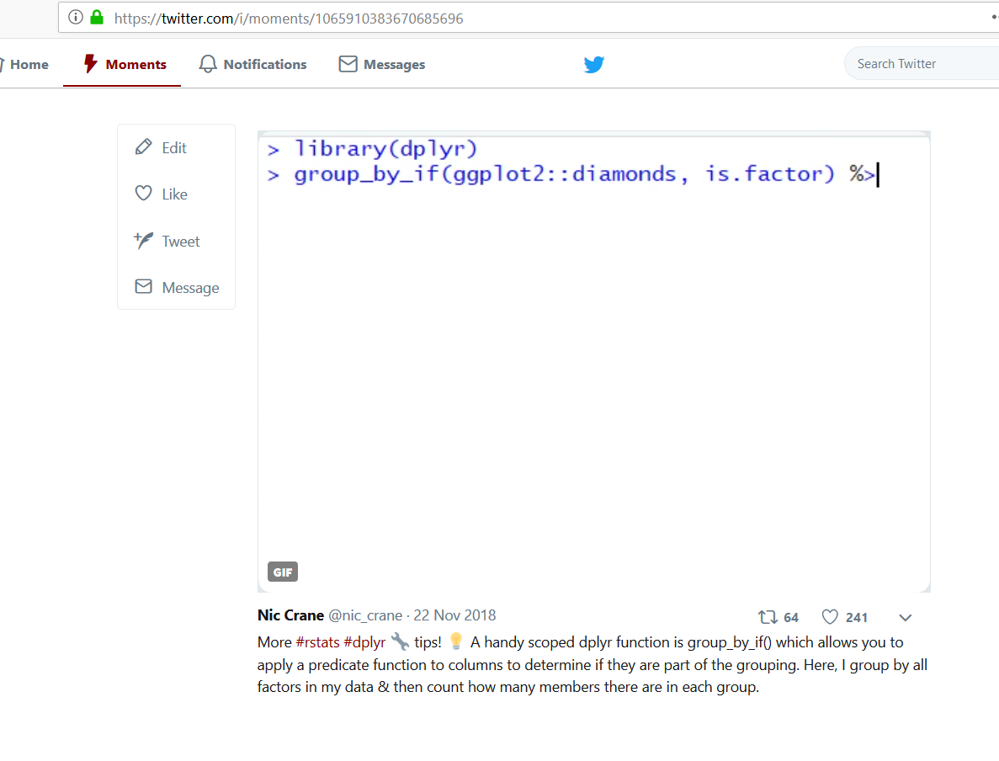 https://twitter.com/i/moments/1065910383670685696
Home Moments Notifications Messages Search Twitter
Edit
Like
Tweet
Message
> library(dplyr)
> group_by_if(ggplot2::diamonds, is.factor) %>
GIF
Nic Crane @nic_crane · 22 Nov 2018 64 241
More #rstats #dplyr 🔧 tips! 💡 A handy scoped dplyr function is group_by_if() which allows you to
apply a predicate function to columns to determine if they are part of the grouping. Here, I group by all
factors in my data & then count how many members there are in each group.